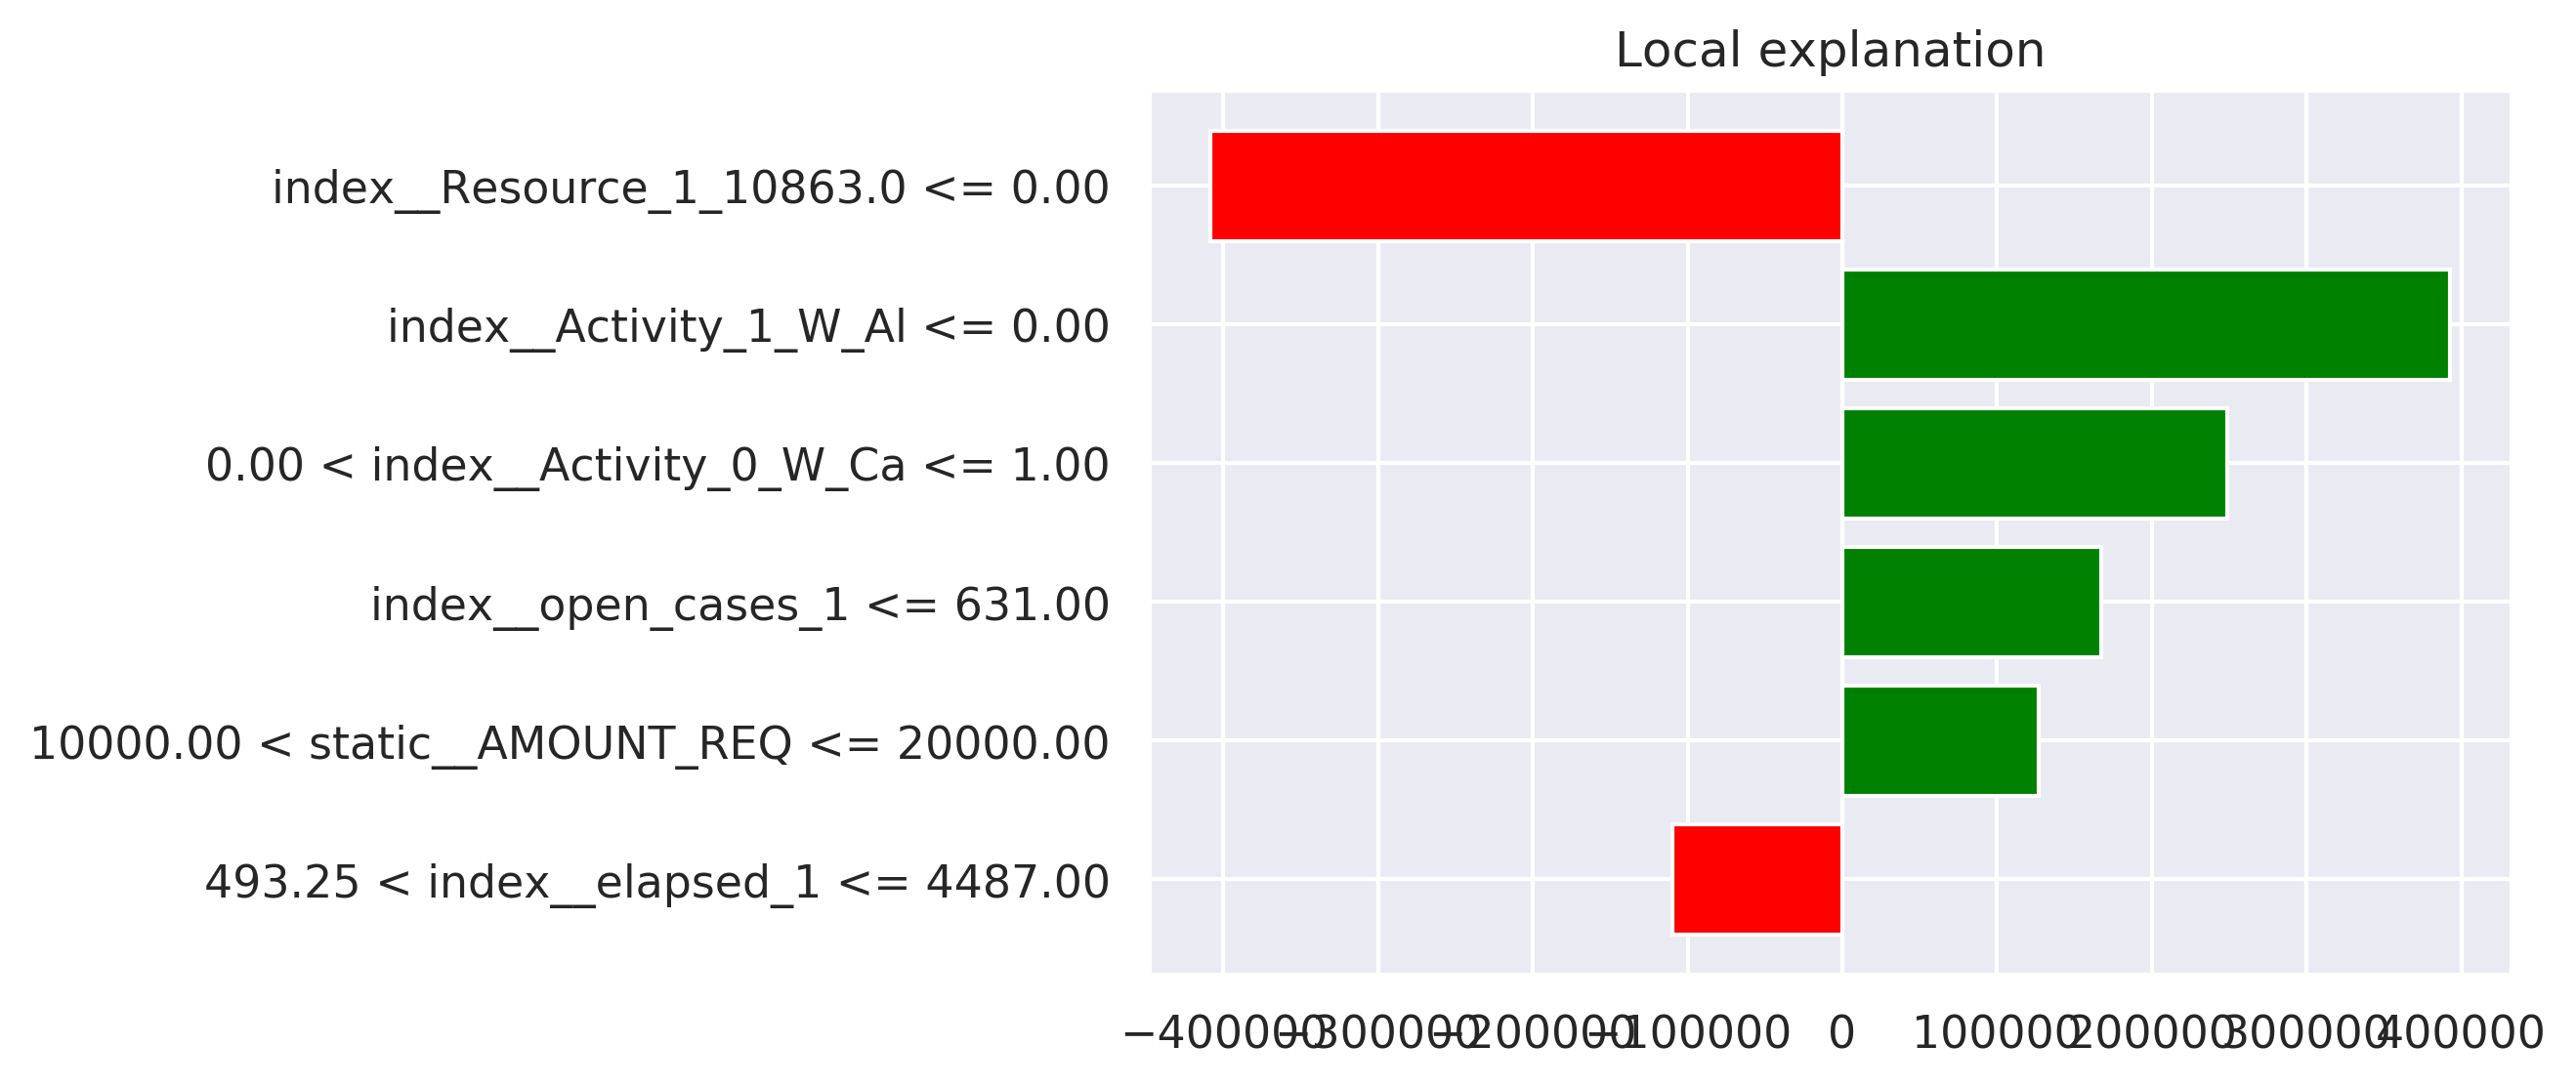 Local explanation
index__Resource_1_10863.0 <= 0.00
index__Activity_1_W_Al <= 0.00
0.00 < index__Activity_0_W_Ca <= 1.00
index__open_cases_1 <= 631.00
10000.00 < static__AMOUNT_REQ <= 20000.00
493.25 < index__elapsed_1 <= 4487.00
−400000 −300000 −200000 −100000 0 100000 200000 300000 400000